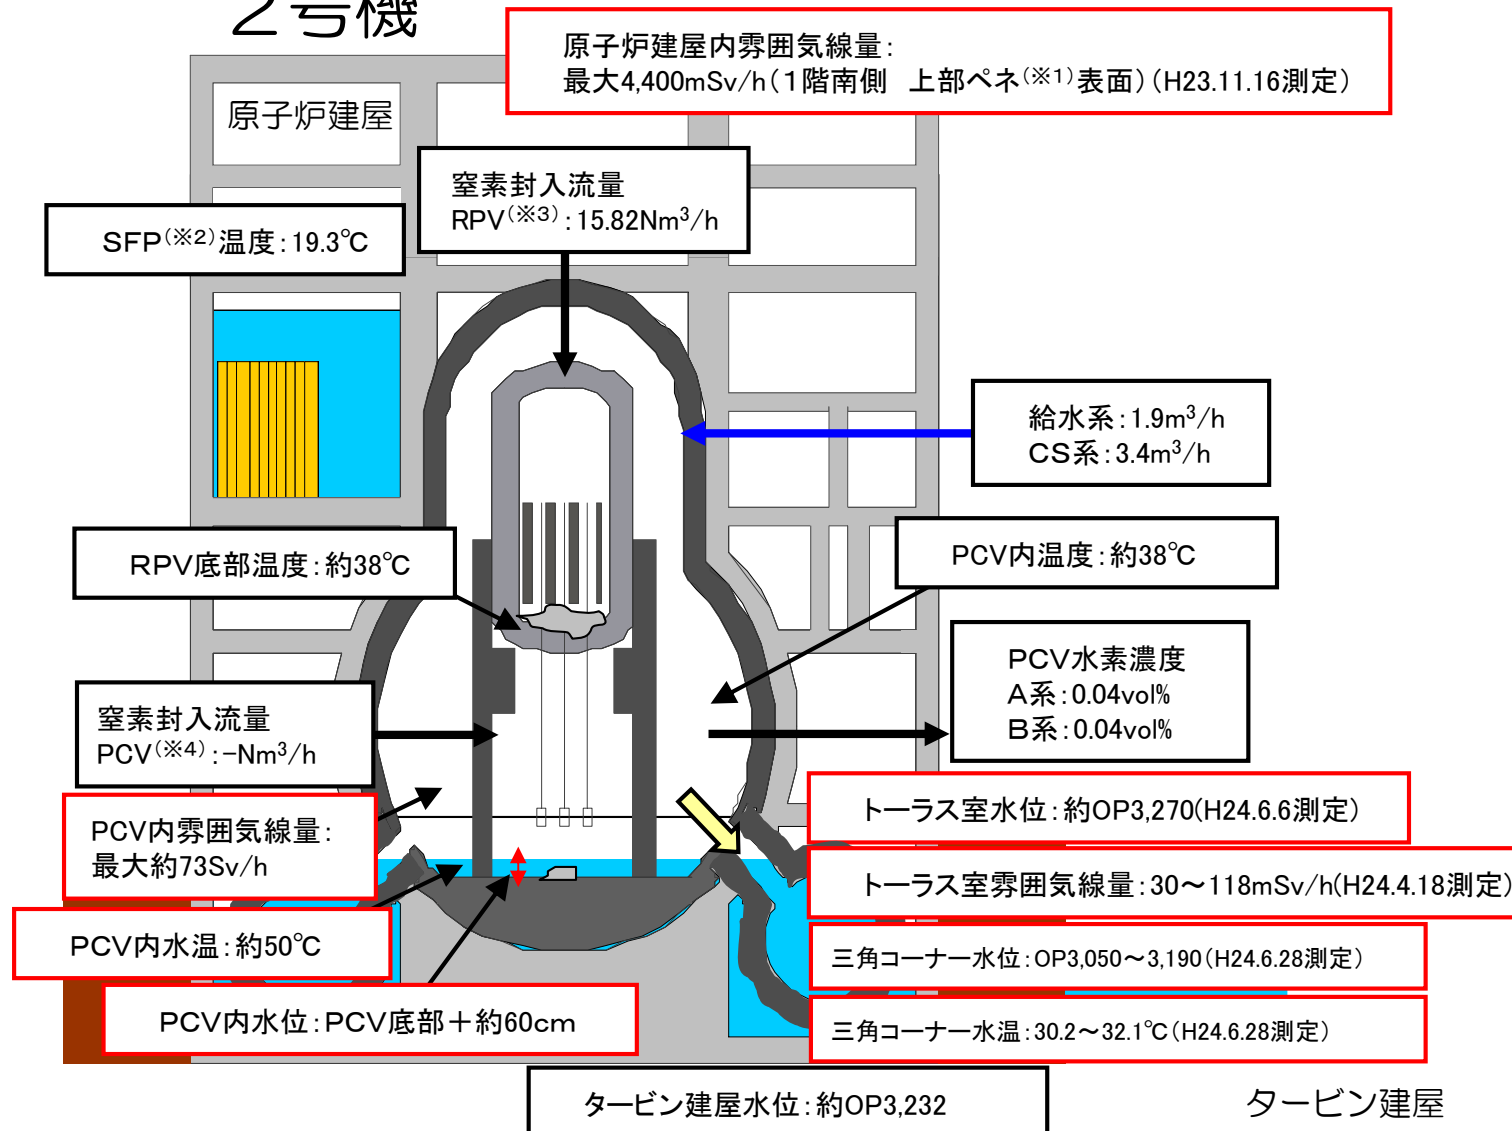 ２号機
原子炉建屋内雰囲気線量：
最大4,400mSv/h（１階南側　上部ペネ(※1)表面）（H23.11.16測定）
原子炉建屋
窒素封入流量
RPV(※3)：15.82Nm3/h
SFP(※2)温度：19.3℃
給水系：1.9m3/h
CS系：3.4m3/h
RPV底部温度：約38℃
PCV内温度：約38℃
PCV水素濃度
A系：0.04vol%
B系：0.04vol%
窒素封入流量
PCV(※4)：-Nm3/h
PCV内雰囲気線量：
最大約73Sv/h
トーラス室水位：約OP3,270(H24.6.6測定)
トーラス室雰囲気線量：30～118mSv/h(H24.4.18測定)
PCV内水温：約50℃
三角コーナー水位：OP3,050～3,190（H24.6.28測定）
PCV内水位：PCV底部＋約60cm
三角コーナー水温：30.2～32.1℃（H24.6.28測定）
タービン建屋水位：約OP3,232
タービン建屋